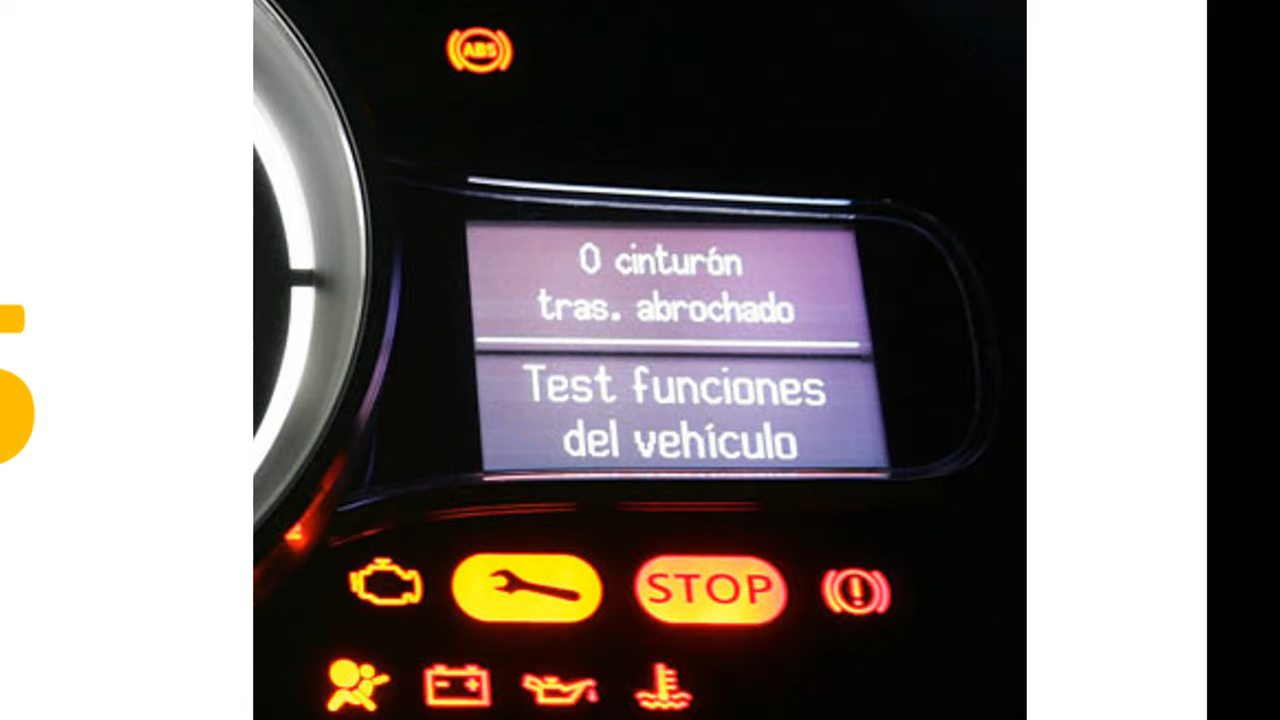 ABS
0 cinturón
tras. abrochado
Test funciones
del vehículo
STOP